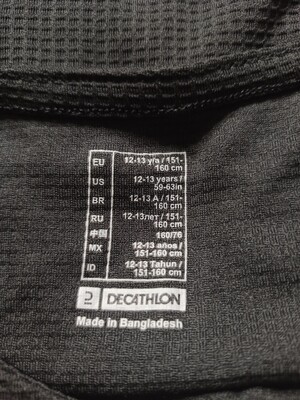 EU 12-13 y/a / 151-
160 cm
US 12-13 years /
59-63in
BR 12-13 A / 151-
160 cm
RU 12-13лет / 151-
160 cm
中国 160/76
MX 12-13 años /
151-160 cm
ID 12-13 Tahun /
151-160 cm
DECATHLON
Made in Bangladesh